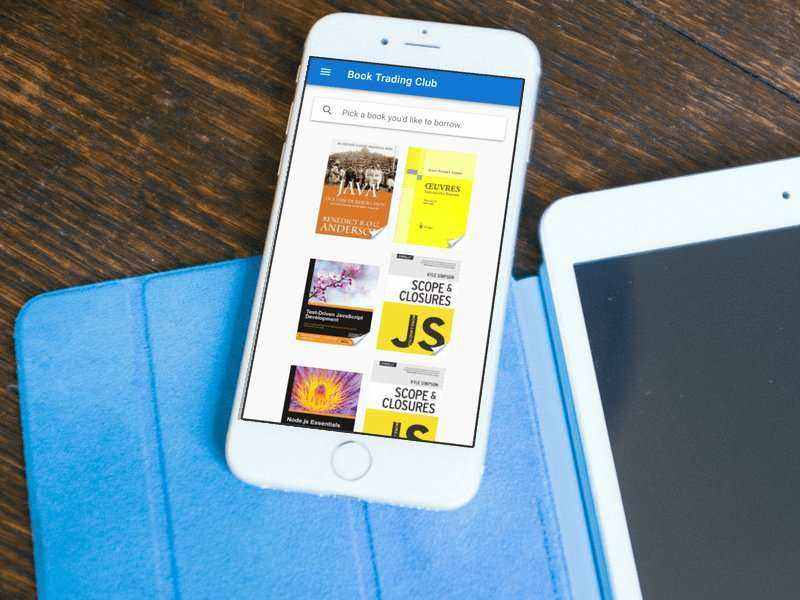 Book Trading Club
Pick a book you'd like to borrow.
JAVA
BENEDICT R. O'G.
ANDERSON
ŒUVRES
Test-Driven JavaScript
Development
KYLE SIMPSON
SCOPE &
CLOSURES
JS
Node.js Essentials
KYLE SIMPSON
SCOPE &
CLOSURES
JS